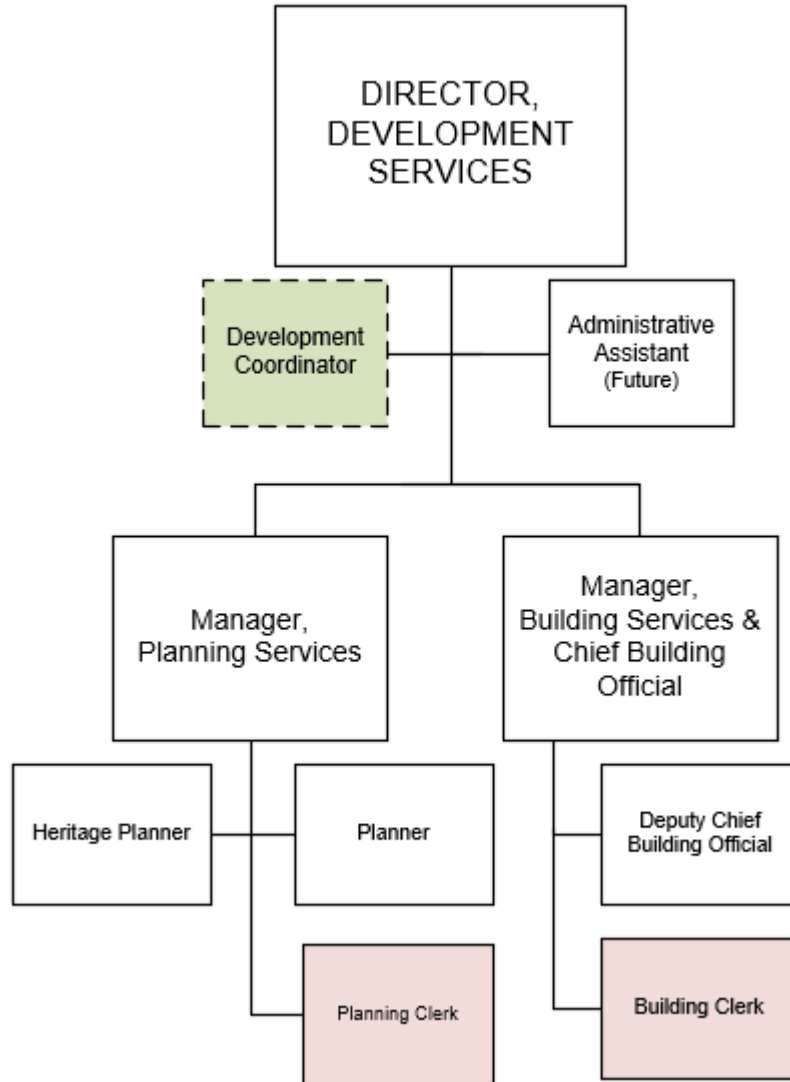 DIRECTOR,
DEVELOPMENT
SERVICES
Development
Coordinator
Administrative
Assistant
(Future)
Manager,
Planning Services
Manager,
Building Services &
Chief Building
Official
Heritage Planner
Planner
Deputy Chief
Building Official
Planning Clerk
Building Clerk